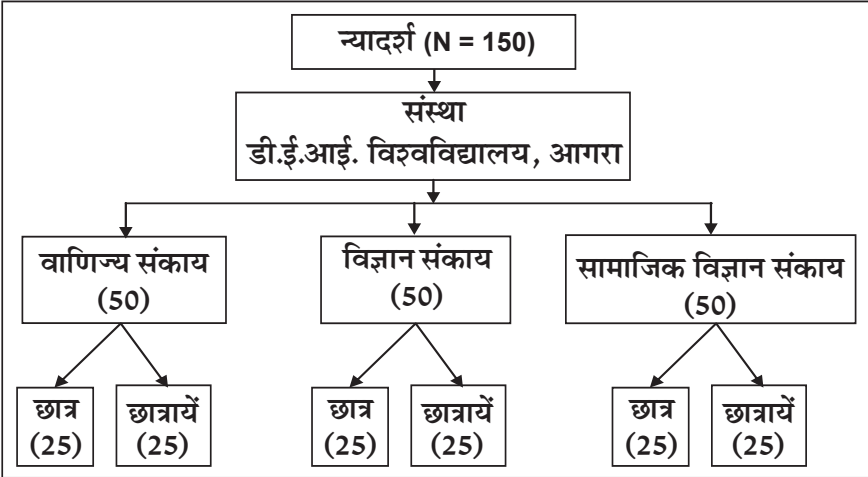 न्यादर्श (N = 150)
संस्था
डी.ई.आई. विश्वविद्यालय, आगरा
वाणिज्य संकाय
(50)
विज्ञान संकाय
(50)
सामाजिक विज्ञान संकाय
(50)
छात्र
(25)
छात्रायें
(25)
छात्र
(25)
छात्रायें
(25)
छात्र
(25)
छात्रायें
(25)